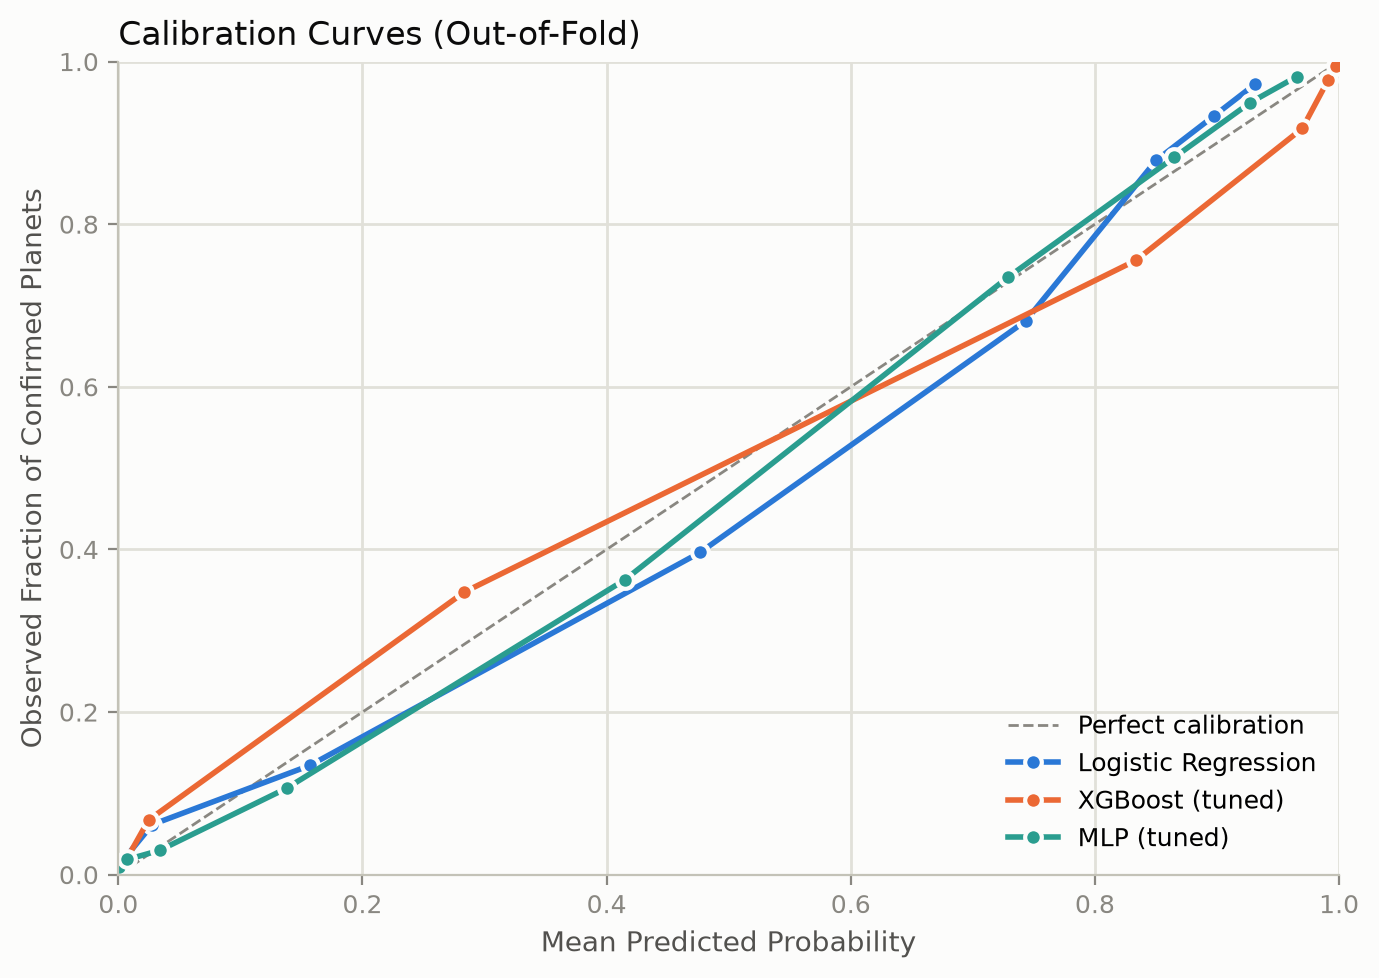 Calibration Curves (Out-of-Fold)
Observed Fraction of Confirmed Planets
1.0
0.8
0.6
0.4
0.2
0.0
0.0 0.2 0.4 0.6 0.8 1.0
Mean Predicted Probability
Perfect calibration
Logistic Regression
XGBoost (tuned)
MLP (tuned)